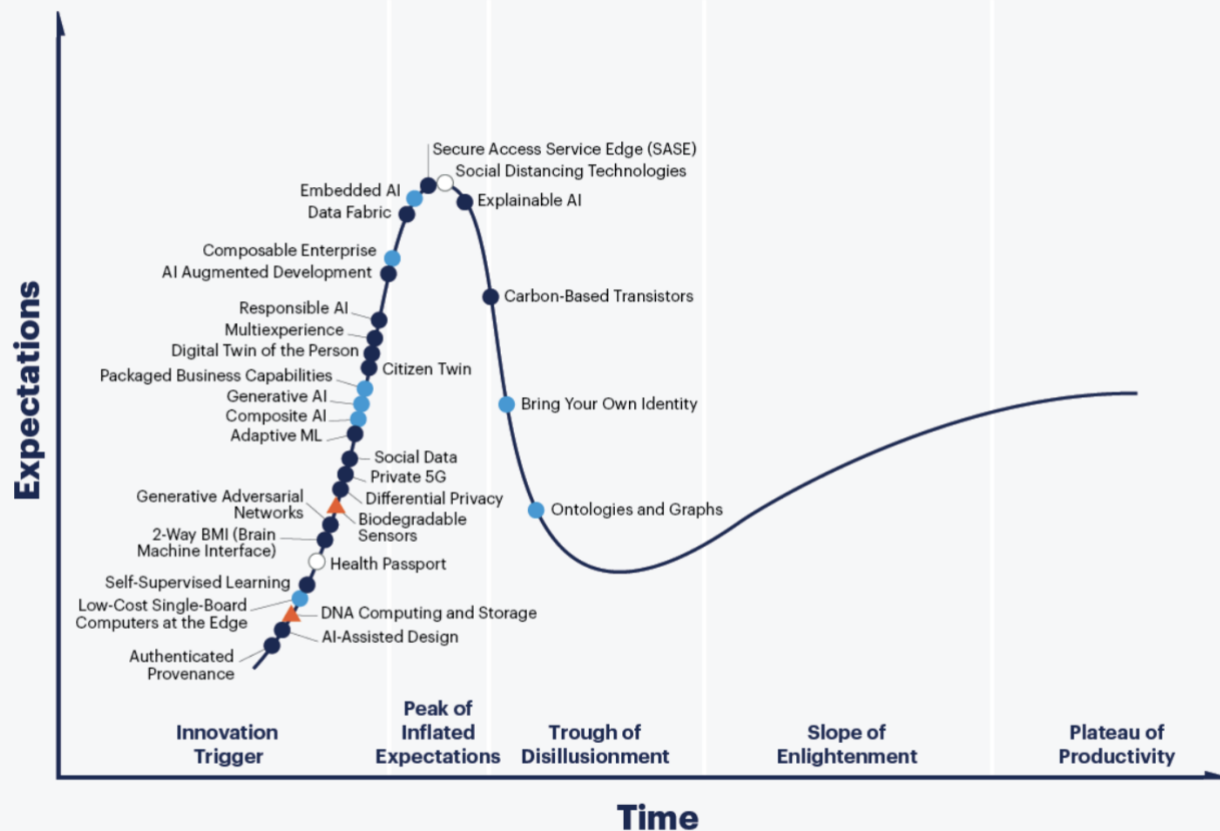 Secure Access Service Edge (SASE)
Social Distancing Technologies
Embedded AI
Explainable AI
Data Fabric
Composable Enterprise
AI Augmented Development
Carbon-Based Transistors
Responsible AI
Multiexperience
Digital Twin of the Person
Citizen Twin
Packaged Business Capabilities
Generative AI
Bring Your Own Identity
Composite AI
Adaptive ML
Social Data
Private 5G
Differential Privacy
Generative Adversarial
Networks
Biodegradable
Sensors
Ontologies and Graphs
2-Way BMI (Brain
Machine Interface)
Health Passport
Self-Supervised Learning
Low-Cost Single-Board
Computers at the Edge
DNA Computing and Storage
AI-Assisted Design
Authenticated
Provenance
Expectations
Innovation
Trigger
Peak of
Inflated
Expectations
Trough of
Disillusionment
Slope of
Enlightenment
Plateau of
Productivity
Time